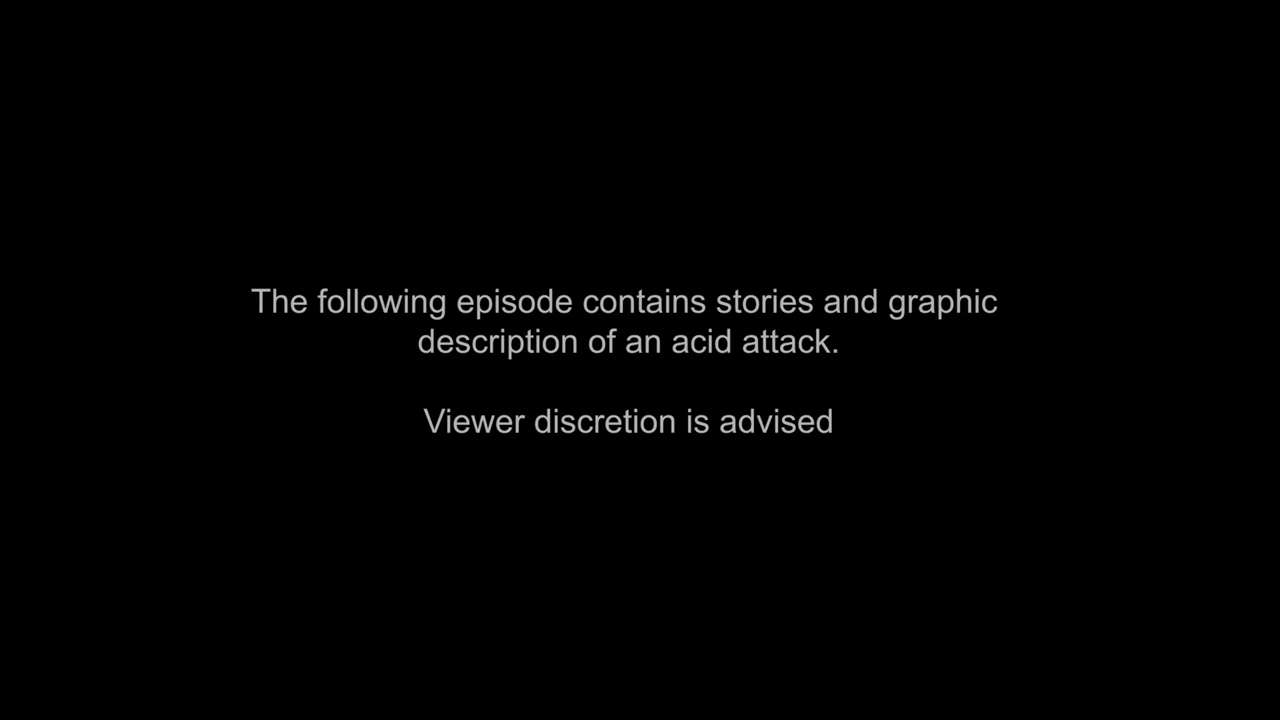 The following episode contains stories and graphic
description of an acid attack.
Viewer discretion is advised